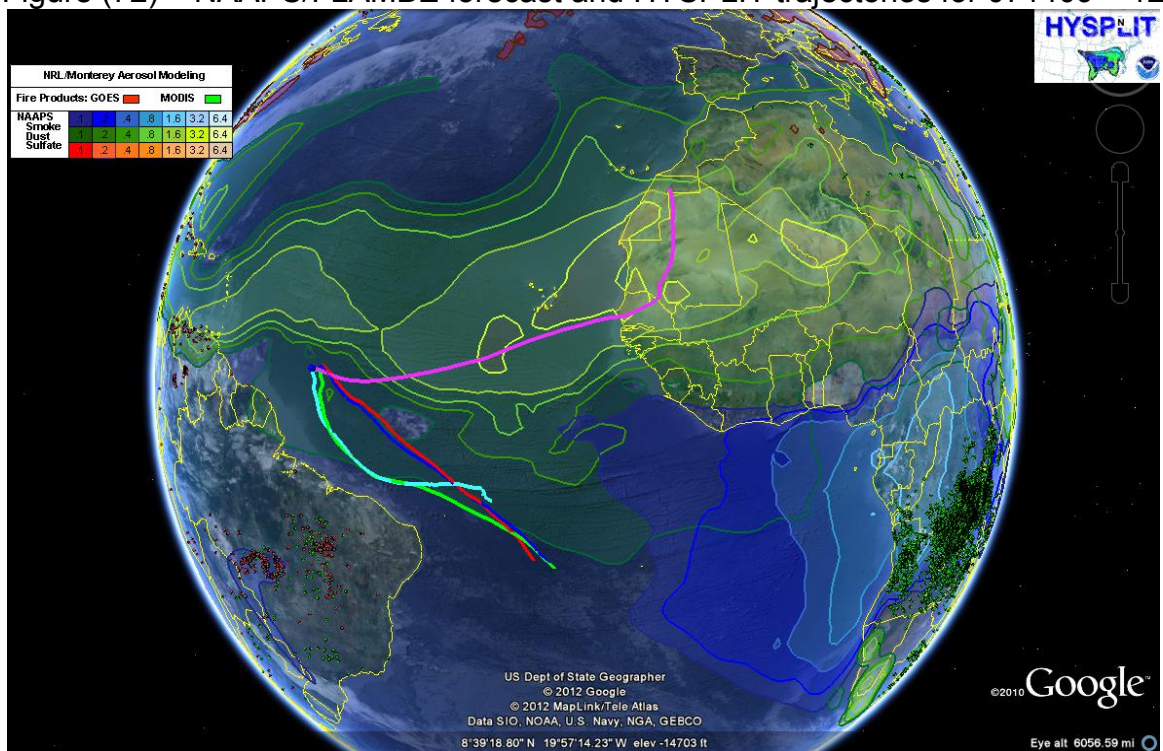 HYSPLIT
NOAA
NRL/Monterey Aerosol Modeling
Fire Products: GOES MODIS
NAAPS
Smoke .1 .2 .4 .8 1.6 3.2 6.4
Dust .1 .2 .4 .8 1.6 3.2 6.4
Sulfate .1 .2 .4 .8 1.6 3.2 6.4
US Dept of State Geographer
© 2012 Google
© 2012 MapLink/Tele Atlas
Data SIO, NOAA, U.S. Navy, NGA, GEBCO
©2010 Google
8°39'18.80" N 19°57'14.23" W elev -14703 ft
Eye alt 6056.59 mi